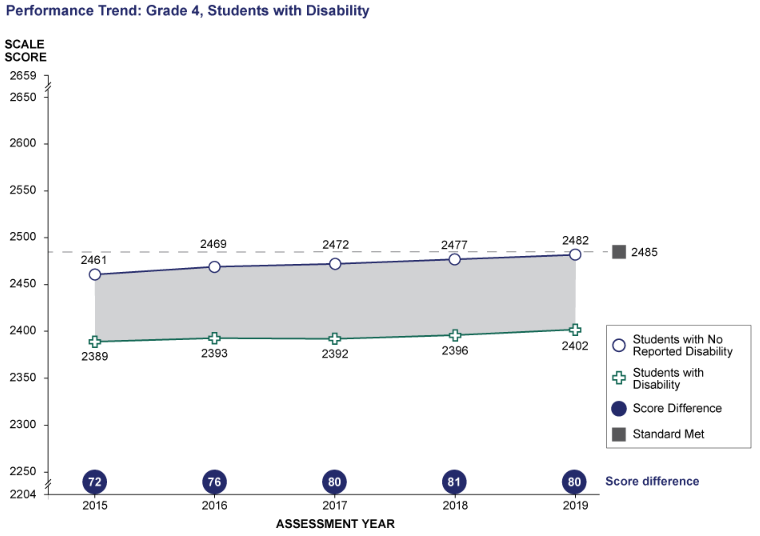 Performance Trend: Grade 4, Students with Disability
SCALE
SCORE
2659
2650
2600
2550
2500
2450
2400
2350
2300
2250
2204
2461
2469
2472
2477
2482
2485
2389
2393
2392
2396
2402
Students with No
Reported Disability
Students with
Disability
Score Difference
Standard Met
72
76
80
81
80
Score difference
2015
2016
2017
2018
2019
ASSESSMENT YEAR